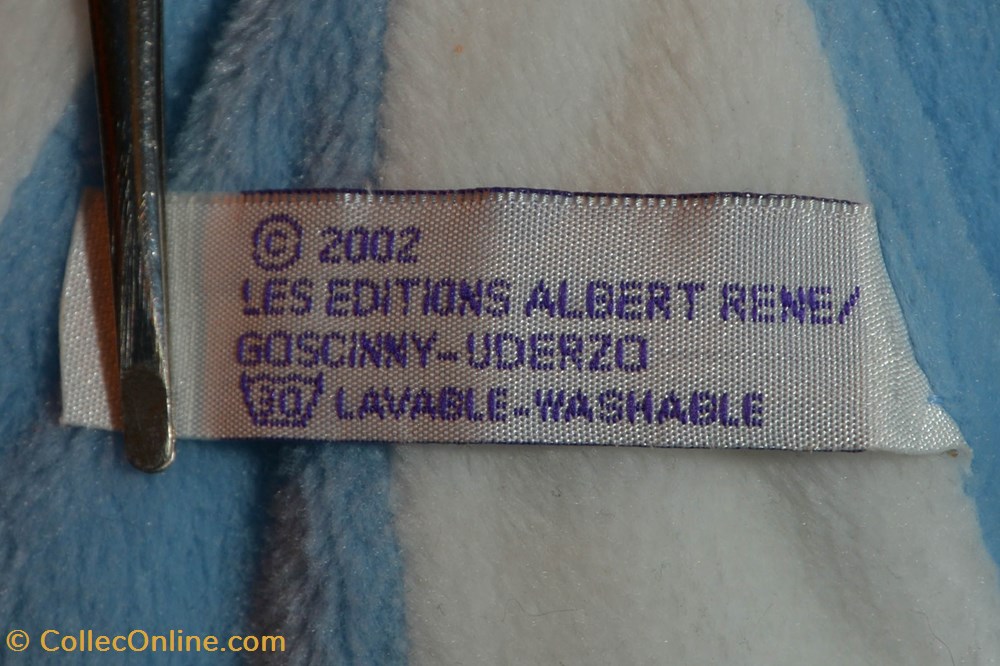 © 2002
LES EDITIONS ALBERT RENE/
GOSCINNY-UDERZO
30 LAVABLE-WASHABLE
© CollecOnline.com